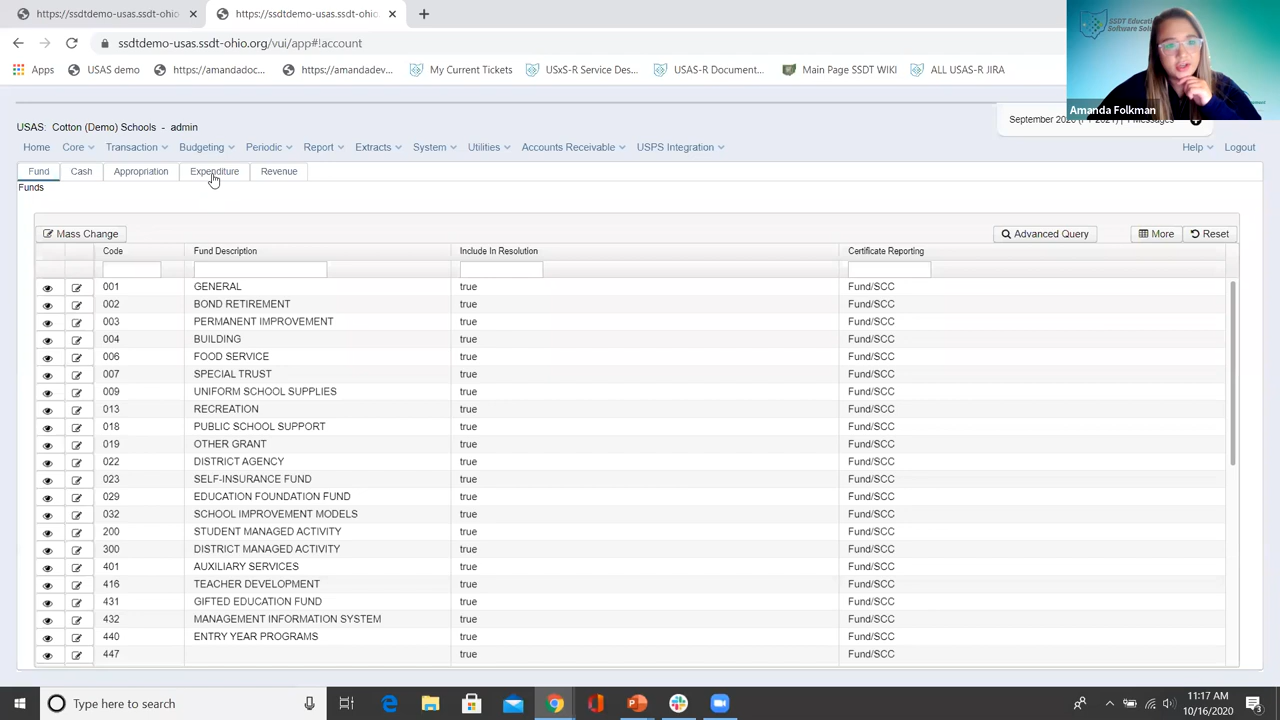 https://ssdtdemo-usas.ssdt-ohio.
https://ssdtdemo-usas.ssdt-ohio.
ssdtdemo-usas.ssdt-ohio.org/vui/app#!account
Apps
USAS demo
https://amandadoc...
https://amandadev...
My Current Tickets
USxS-R Service Des...
USAS-R Document...
Main Page SSDT WIKI
ALL USAS-R JIRA
SSDT Education
Software Solu
Amanda Folkman
USAS: Cotton (Demo) Schools - admin
Home
Core
Transaction
Budgeting
Periodic
Report
Extracts
System
Utilities
Accounts Receivable
USPS Integration
Help
Logout
Fund
Cash
Appropriation
Expenditure
Revenue
Funds
Mass Change
Advanced Query
More
Reset
Code Fund Description Include In Resolution Certificate Reporting
001 GENERAL true Fund/SCC
002 BOND RETIREMENT true Fund/SCC
003 PERMANENT IMPROVEMENT true Fund/SCC
004 BUILDING true Fund/SCC
006 FOOD SERVICE true Fund/SCC
007 SPECIAL TRUST true Fund/SCC
009 UNIFORM SCHOOL SUPPLIES true Fund/SCC
013 RECREATION true Fund/SCC
018 PUBLIC SCHOOL SUPPORT true Fund/SCC
019 OTHER GRANT true Fund/SCC
022 DISTRICT AGENCY true Fund/SCC
023 SELF-INSURANCE FUND true Fund/SCC
029 EDUCATION FOUNDATION FUND true Fund/SCC
032 SCHOOL IMPROVEMENT MODELS true Fund/SCC
200 STUDENT MANAGED ACTIVITY true Fund/SCC
300 DISTRICT MANAGED ACTIVITY true Fund/SCC
401 AUXILIARY SERVICES true Fund/SCC
416 TEACHER DEVELOPMENT true Fund/SCC
431 GIFTED EDUCATION FUND true Fund/SCC
432 MANAGEMENT INFORMATION SYSTEM true Fund/SCC
440 ENTRY YEAR PROGRAMS true Fund/SCC
447 true Fund/SCC
Type here to search
11:17 AM
10/16/2020
3